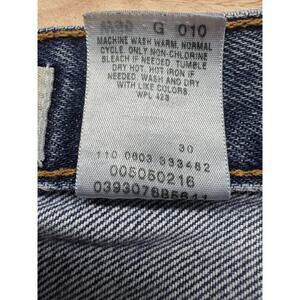 G 010
MACHINE WASH WARM, NORMAL
CYCLE. ONLY NON-CHLORINE
BLEACH IF NEEDED. TUMBLE
DRY HOT, HOT IRON IF
NEEDED. WASH AND DRY
WITH LIKE COLORS
WPL 423
30
110 0803 333482
005050216